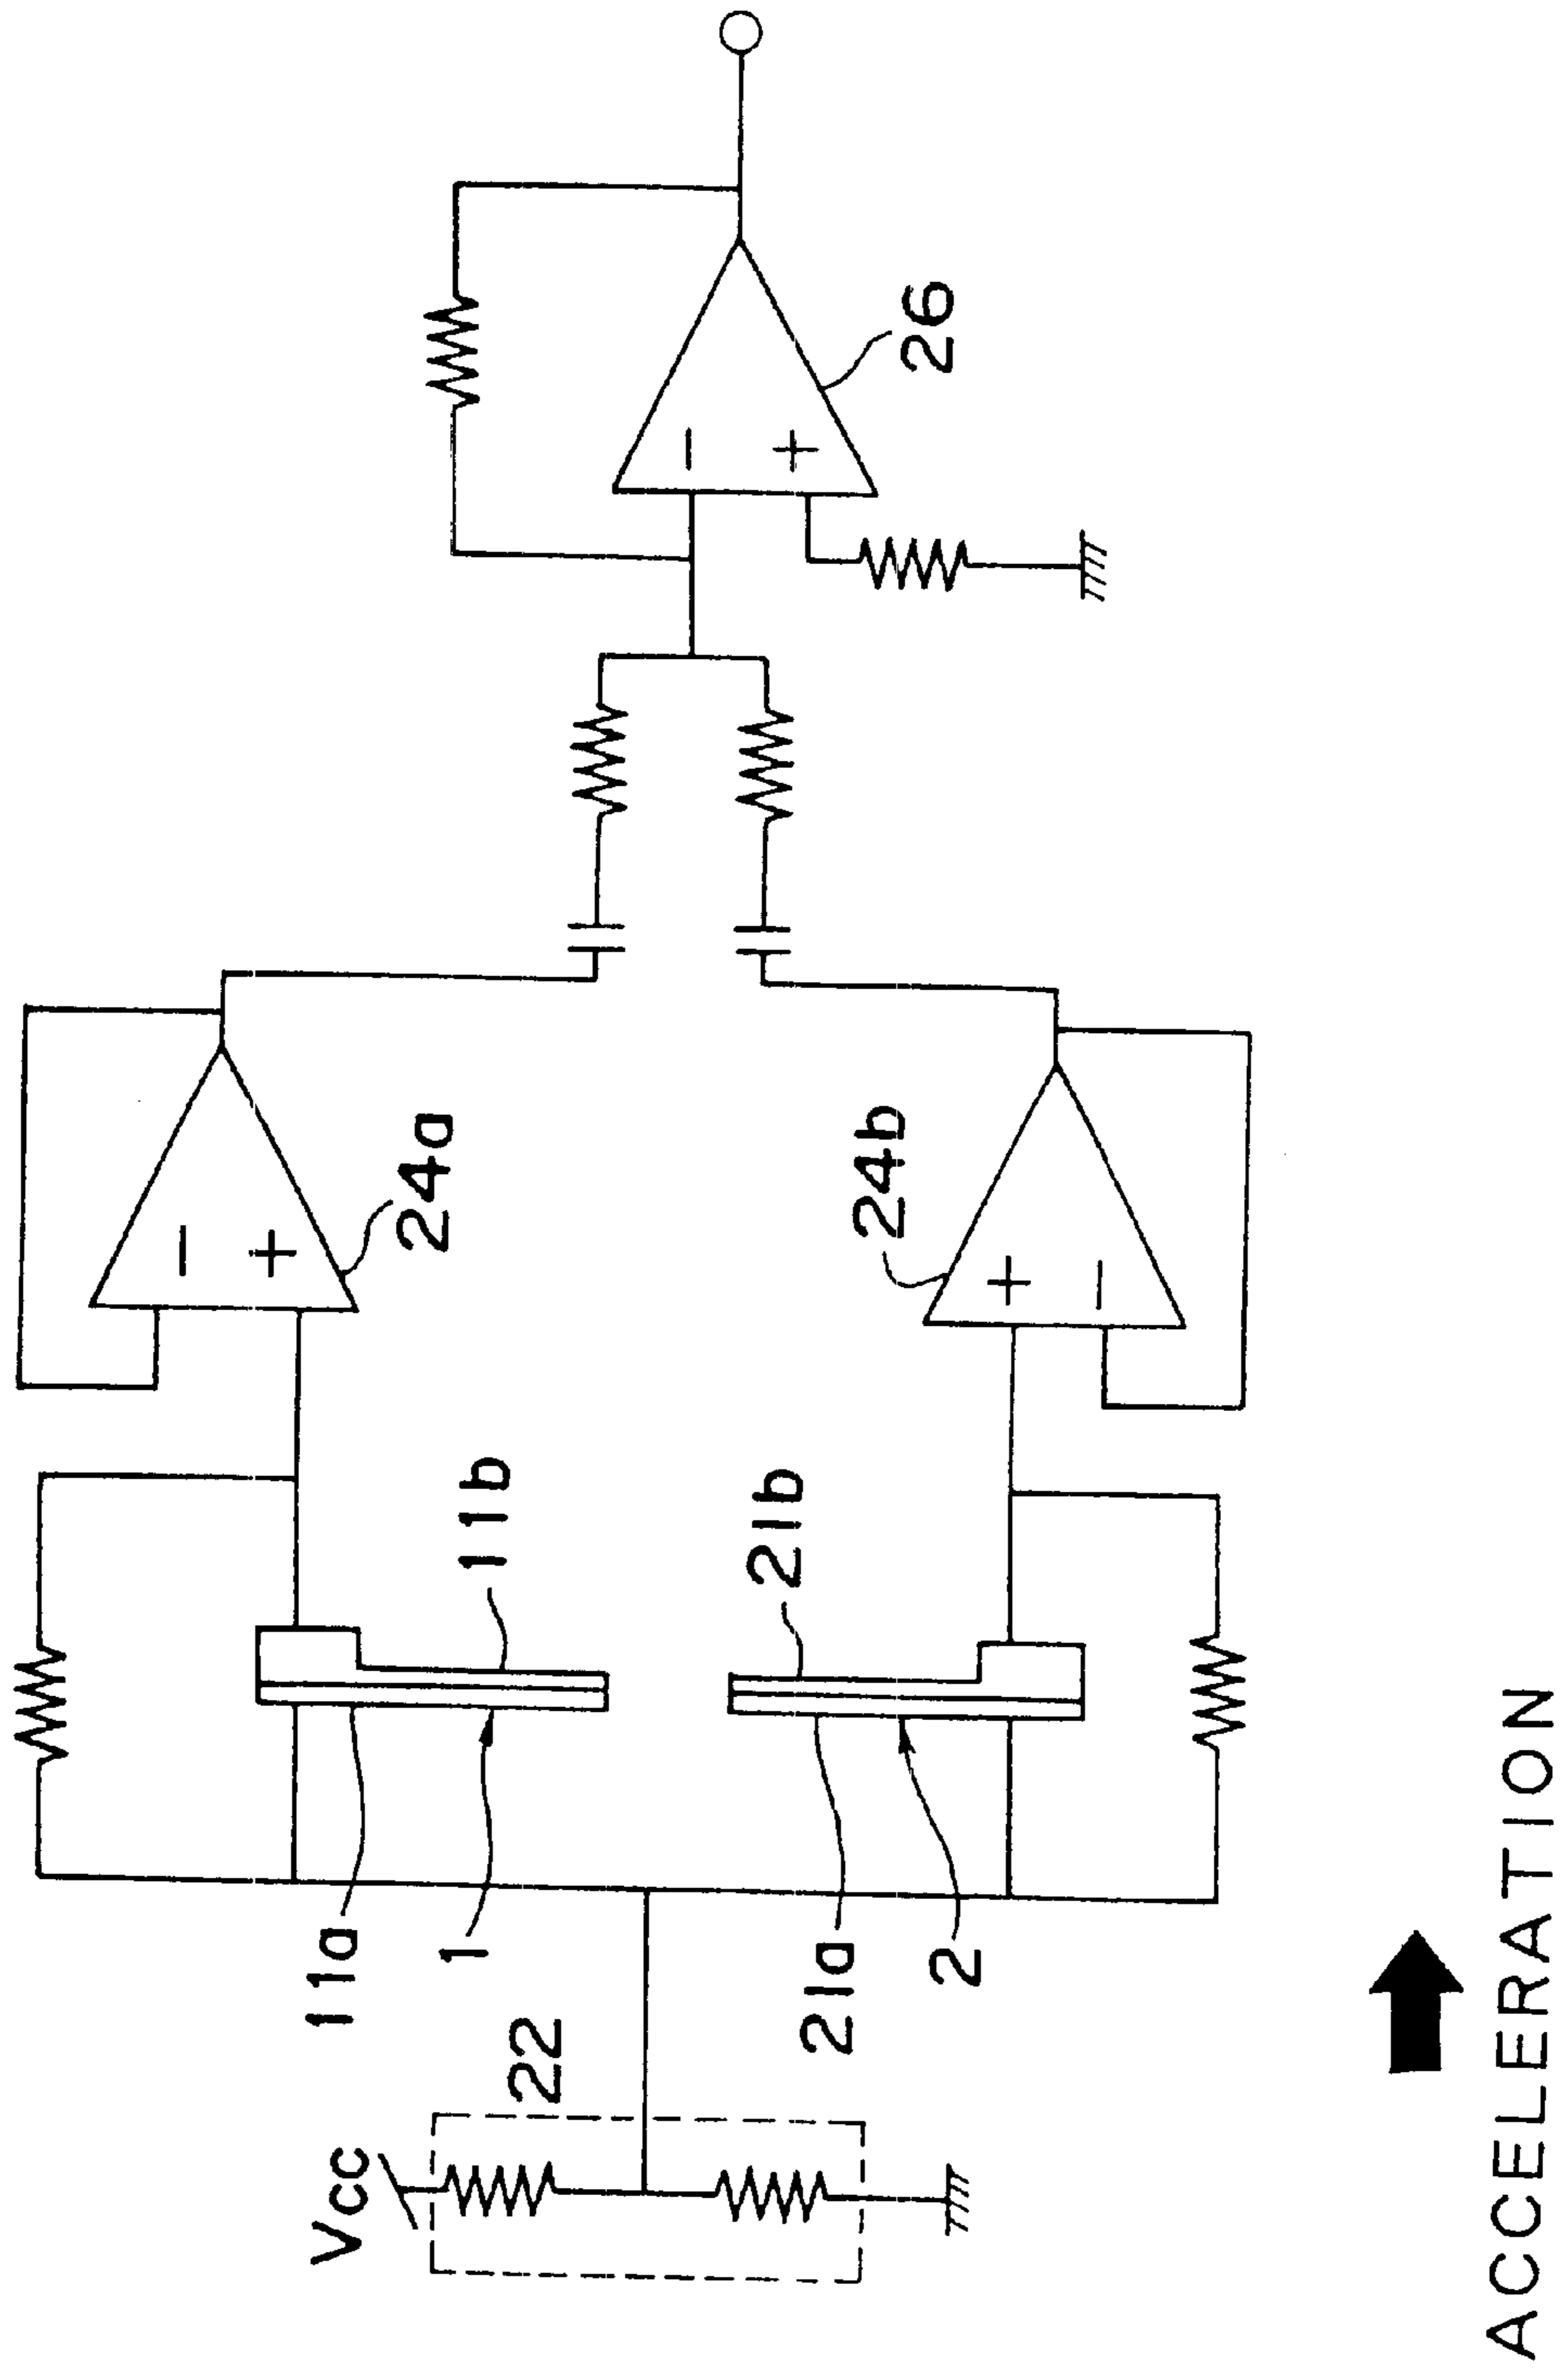 Vcc
22
11a
1
21a
2
11b
21b
24a
24b
−
+
+
−
−
+
26
ACCELERATION